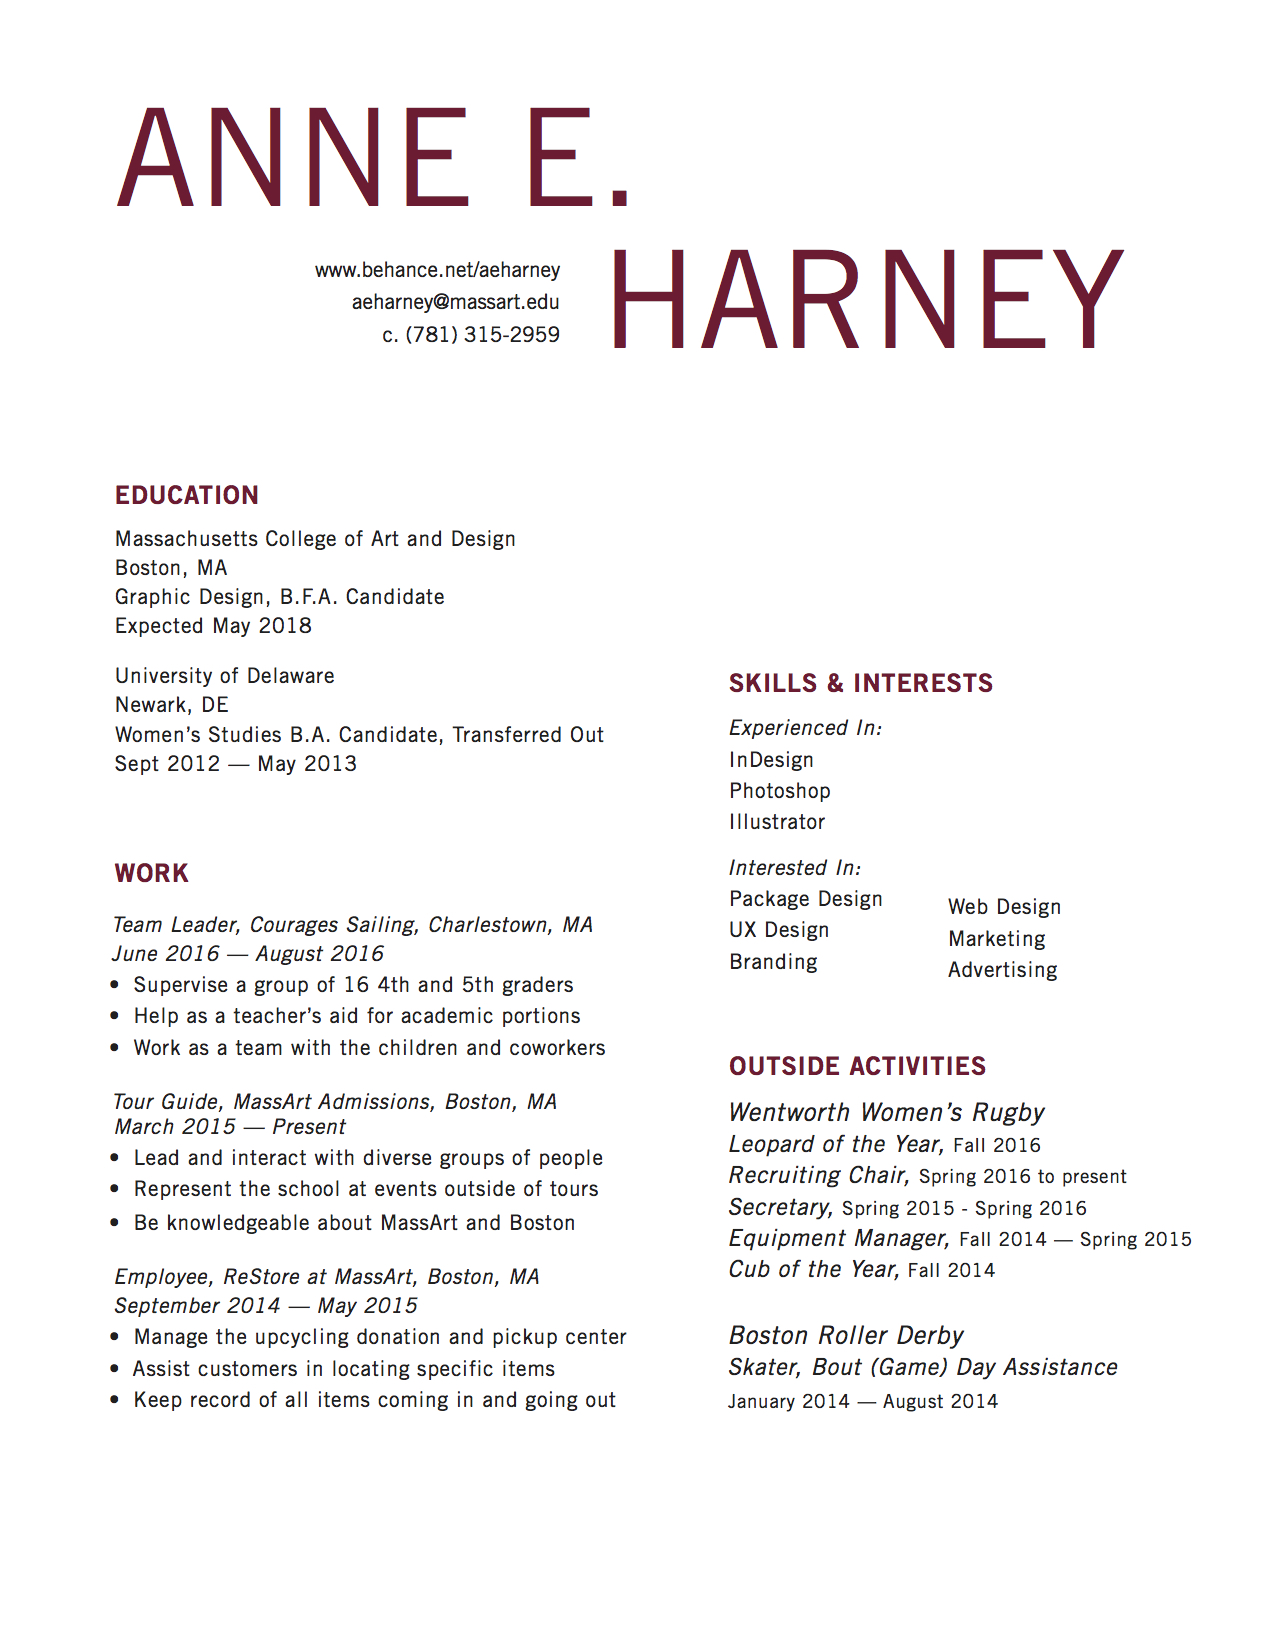 ANNE E.
HARNEY
www.behance.net/aeharney
aeharney@massart.edu
c. (781) 315-2959
EDUCATION
Massachusetts College of Art and Design
Boston, MA
Graphic Design, B.F.A. Candidate
Expected May 2018
University of Delaware
Newark, DE
Women’s Studies B.A. Candidate, Transferred Out
Sept 2012 — May 2013
WORK
Team Leader, Courages Sailing, Charlestown, MA
June 2016 — August 2016
• Supervise a group of 16 4th and 5th graders
• Help as a teacher’s aid for academic portions
• Work as a team with the children and coworkers
Tour Guide, MassArt Admissions, Boston, MA
March 2015 — Present
• Lead and interact with diverse groups of people
• Represent the school at events outside of tours
• Be knowledgeable about MassArt and Boston
Employee, ReStore at MassArt, Boston, MA
September 2014 — May 2015
• Manage the upcycling donation and pickup center
• Assist customers in locating specific items
• Keep record of all items coming in and going out
SKILLS & INTERESTS
Experienced In:
InDesign
Photoshop
Illustrator
Interested In:
Package Design
UX Design
Branding
Web Design
Marketing
Advertising
OUTSIDE ACTIVITIES
Wentworth Women’s Rugby
Leopard of the Year, Fall 2016
Recruiting Chair, Spring 2016 to present
Secretary, Spring 2015 - Spring 2016
Equipment Manager, Fall 2014 — Spring 2015
Cub of the Year, Fall 2014
Boston Roller Derby
Skater, Bout (Game) Day Assistance
January 2014 — August 2014